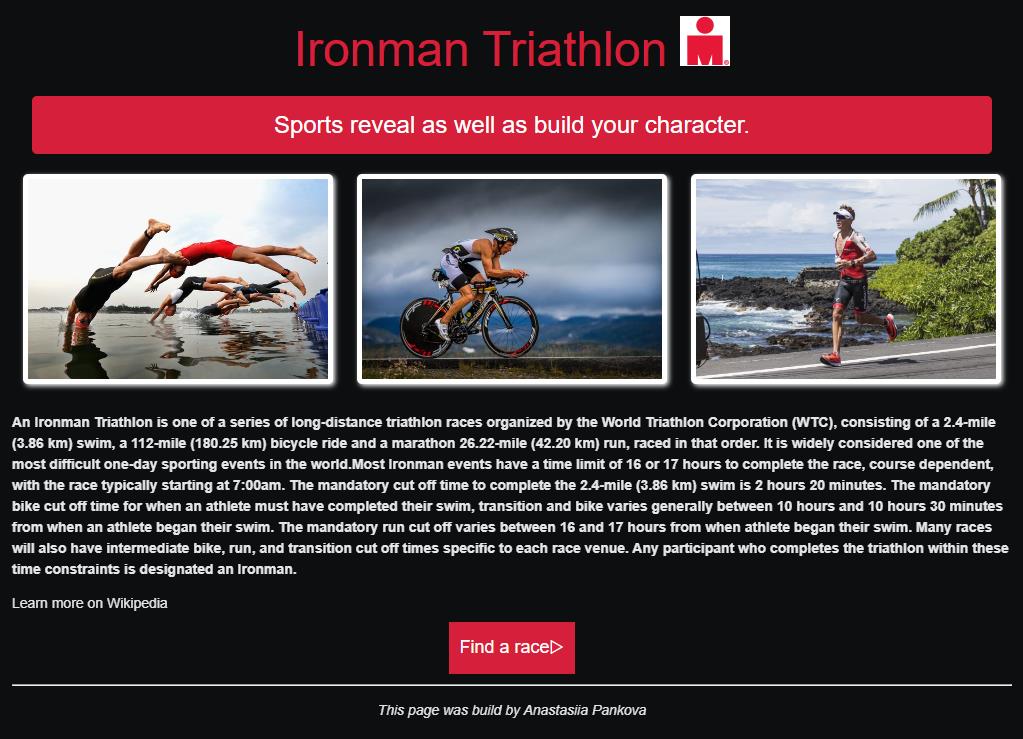 Ironman Triathlon
Sports reveal as well as build your character.
An Ironman Triathlon is one of a series of long-distance triathlon races organized by the World Triathlon Corporation (WTC), consisting of a 2.4-mile
(3.86 km) swim, a 112-mile (180.25 km) bicycle ride and a marathon 26.22-mile (42.20 km) run, raced in that order. It is widely considered one of the
most difficult one-day sporting events in the world.Most Ironman events have a time limit of 16 or 17 hours to complete the race, course dependent,
with the race typically starting at 7:00am. The mandatory cut off time to complete the 2.4-mile (3.86 km) swim is 2 hours 20 minutes. The mandatory
bike cut off time for when an athlete must have completed their swim, transition and bike varies generally between 10 hours and 10 hours 30 minutes
from when an athlete began their swim. The mandatory run cut off varies between 16 and 17 hours from when athlete began their swim. Many races
will also have intermediate bike, run, and transition cut off times specific to each race venue. Any participant who completes the triathlon within these
time constraints is designated an Ironman.
Learn more on Wikipedia
Find a race▷
This page was build by Anastasiia Pankova